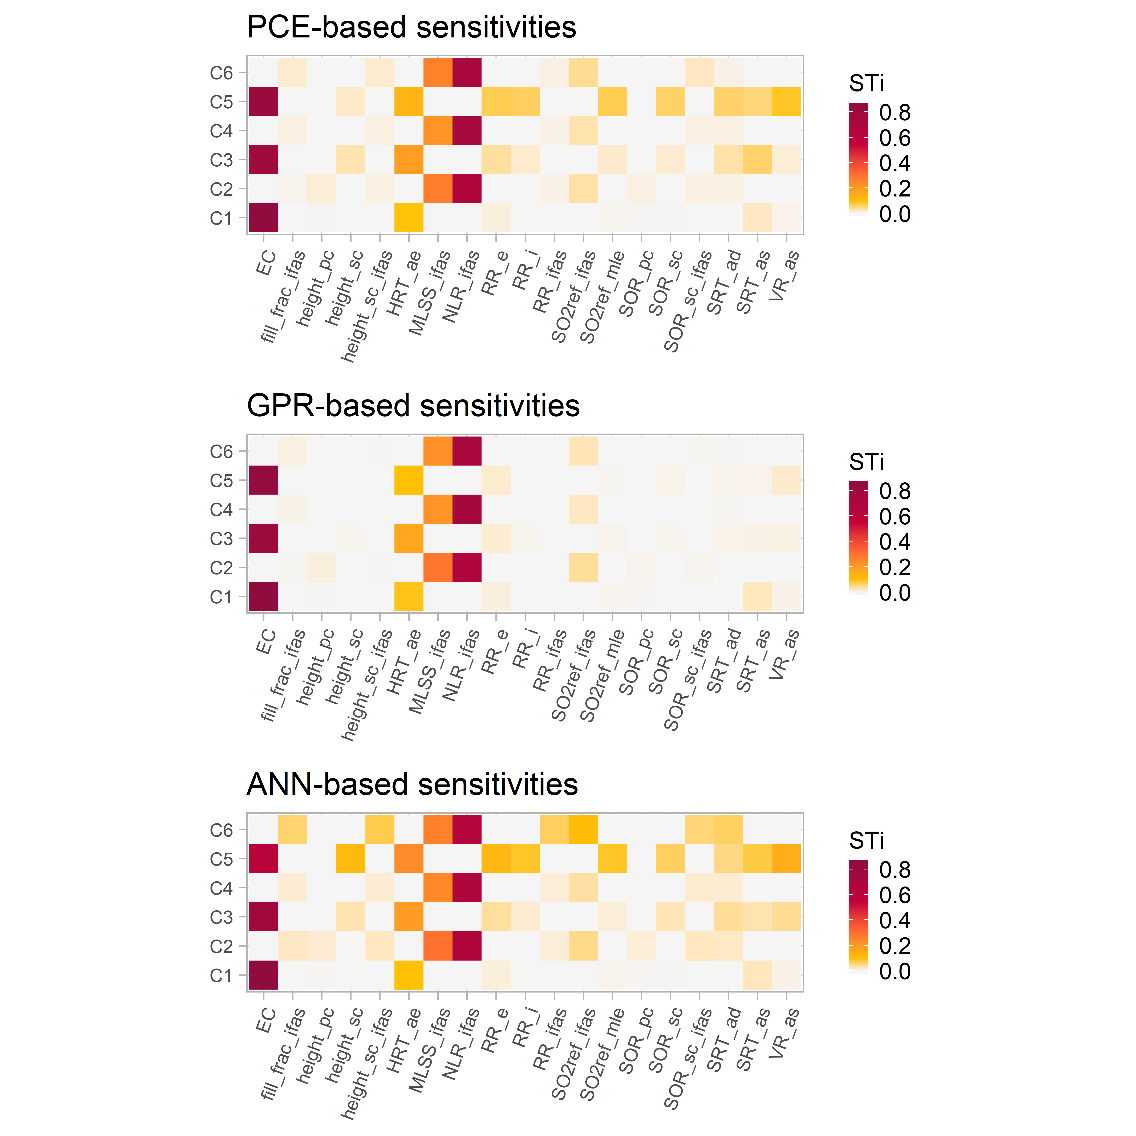 PCE-based sensitivities
C6
C5
C4
C3
C2
C1
EC
fill_frac_ifas
height_pc
height_sc
height_sc_ifas
HRT_ae
MLSS_ifas
NLR_ifas
RR_e
RR_i
RR_ifas
SO2ref_ifas
SO2ref_mle
SOR_pc
SOR_sc
SOR_sc_ifas
SRT_ad
SRT_as
VR_as
STi
0.8
0.6
0.4
0.2
0.0
GPR-based sensitivities
C6
C5
C4
C3
C2
C1
EC
fill_frac_ifas
height_pc
height_sc
height_sc_ifas
HRT_ae
MLSS_ifas
NLR_ifas
RR_e
RR_i
RR_ifas
SO2ref_ifas
SO2ref_mle
SOR_pc
SOR_sc
SOR_sc_ifas
SRT_ad
SRT_as
VR_as
STi
0.8
0.6
0.4
0.2
0.0
ANN-based sensitivities
C6
C5
C4
C3
C2
C1
EC
fill_frac_ifas
height_pc
height_sc
height_sc_ifas
HRT_ae
MLSS_ifas
NLR_ifas
RR_e
RR_i
RR_ifas
SO2ref_ifas
SO2ref_mle
SOR_pc
SOR_sc
SOR_sc_ifas
SRT_ad
SRT_as
VR_as
STi
0.8
0.6
0.4
0.2
0.0